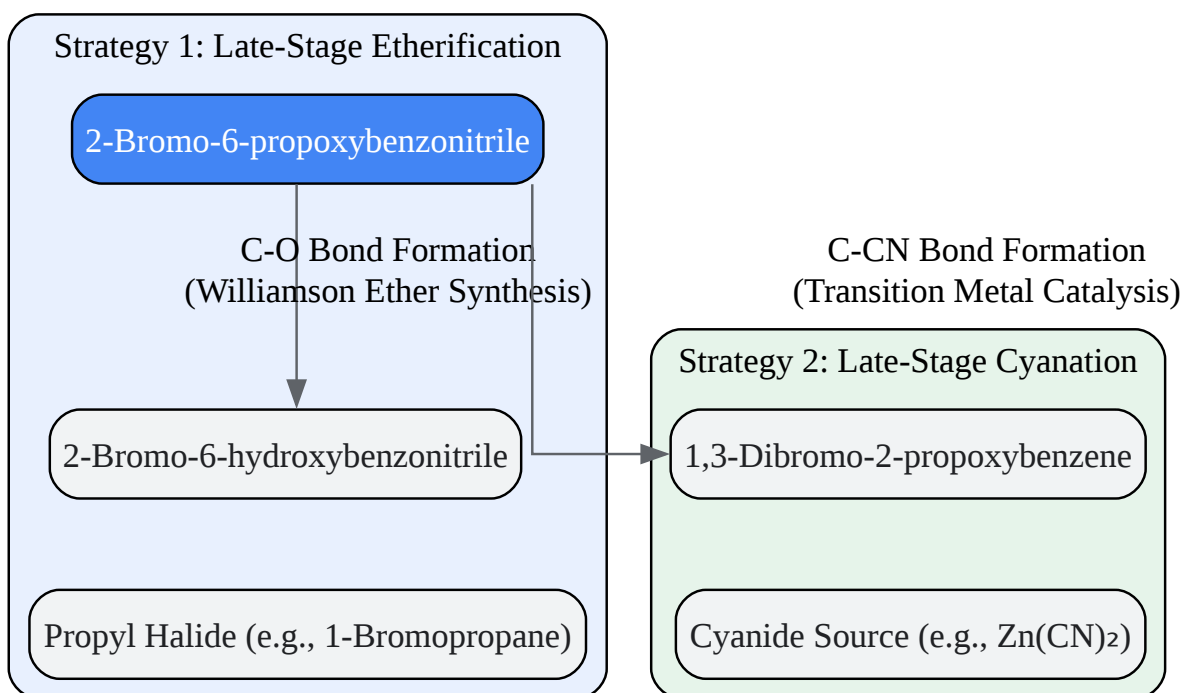 Strategy 1: Late-Stage Etherification
2-Bromo-6-propoxybenzonitrile
C-O Bond Formation
(Williamson Ether Synthesis)
2-Bromo-6-hydroxybenzonitrile
Propyl Halide (e.g., 1-Bromopropane)
C-CN Bond Formation
(Transition Metal Catalysis)
Strategy 2: Late-Stage Cyanation
1,3-Dibromo-2-propoxybenzene
Cyanide Source (e.g., Zn(CN)₂)